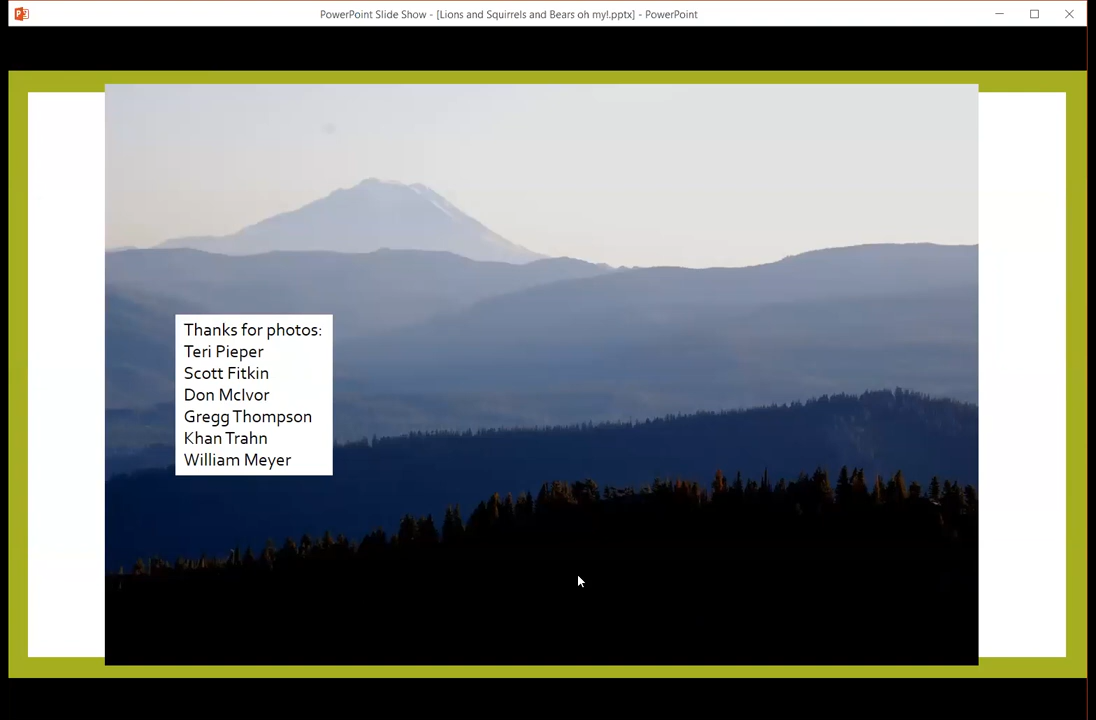 PowerPoint Slide Show - [Lions and Squirrels and Bears oh my!.pptx] - PowerPoint
Thanks for photos:
Teri Pieper
Scott Fitkin
Don McIvor
Gregg Thompson
Khan Trahn
William Meyer